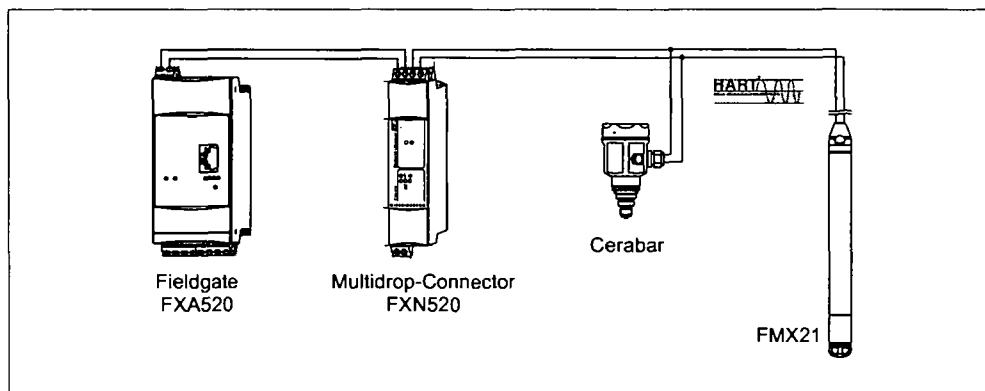 HART
Cerabar
Fieldgate
FXA520
Multidrop-Connector
FXN520
FMX21